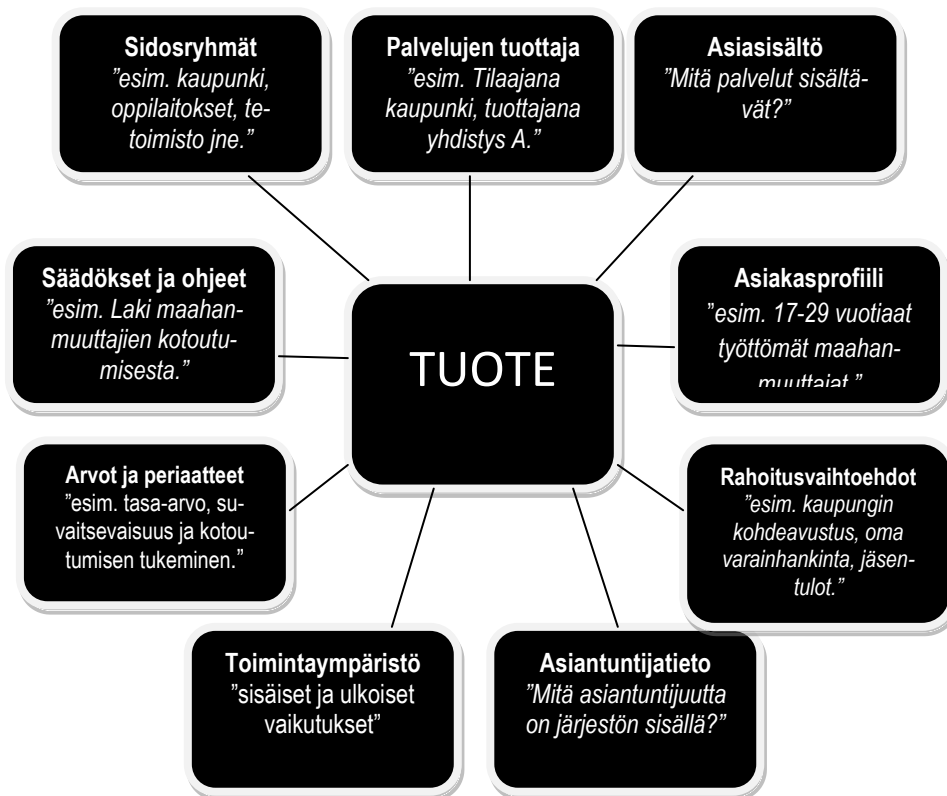 Sidosryhmät
”esim. kaupunki,
oppilaitokset, te-
toimisto jne.”
Palvelujen tuottaja
”esim. Tilaajana
kaupunki, tuottajana
yhdistys A.”
Asiasisältö
”Mitä palvelut sisältä-
vät?”
Säädökset ja ohjeet
”esim. Laki maahan-
muuttajien kotoutu-
misesta.”
TUOTE
Asiakasprofiili
”esim. 17-29 vuotiaat
työttömät maahan-
muuttajat.”
Arvot ja periaatteet
”esim. tasa-arvo, su-
vaitsevaisuus ja kotou-
tumisen tukeminen.”
Rahoitusvaihtoehdot
”esim. kaupungin
kohdeavustus, oma
varainhankinta, jäsen-
tulot.”
Toimintaympäristö
”sisäiset ja ulkoiset
vaikutukset”
Asiantuntijatieto
”Mitä asiantuntijuutta
on järjestön sisällä?”